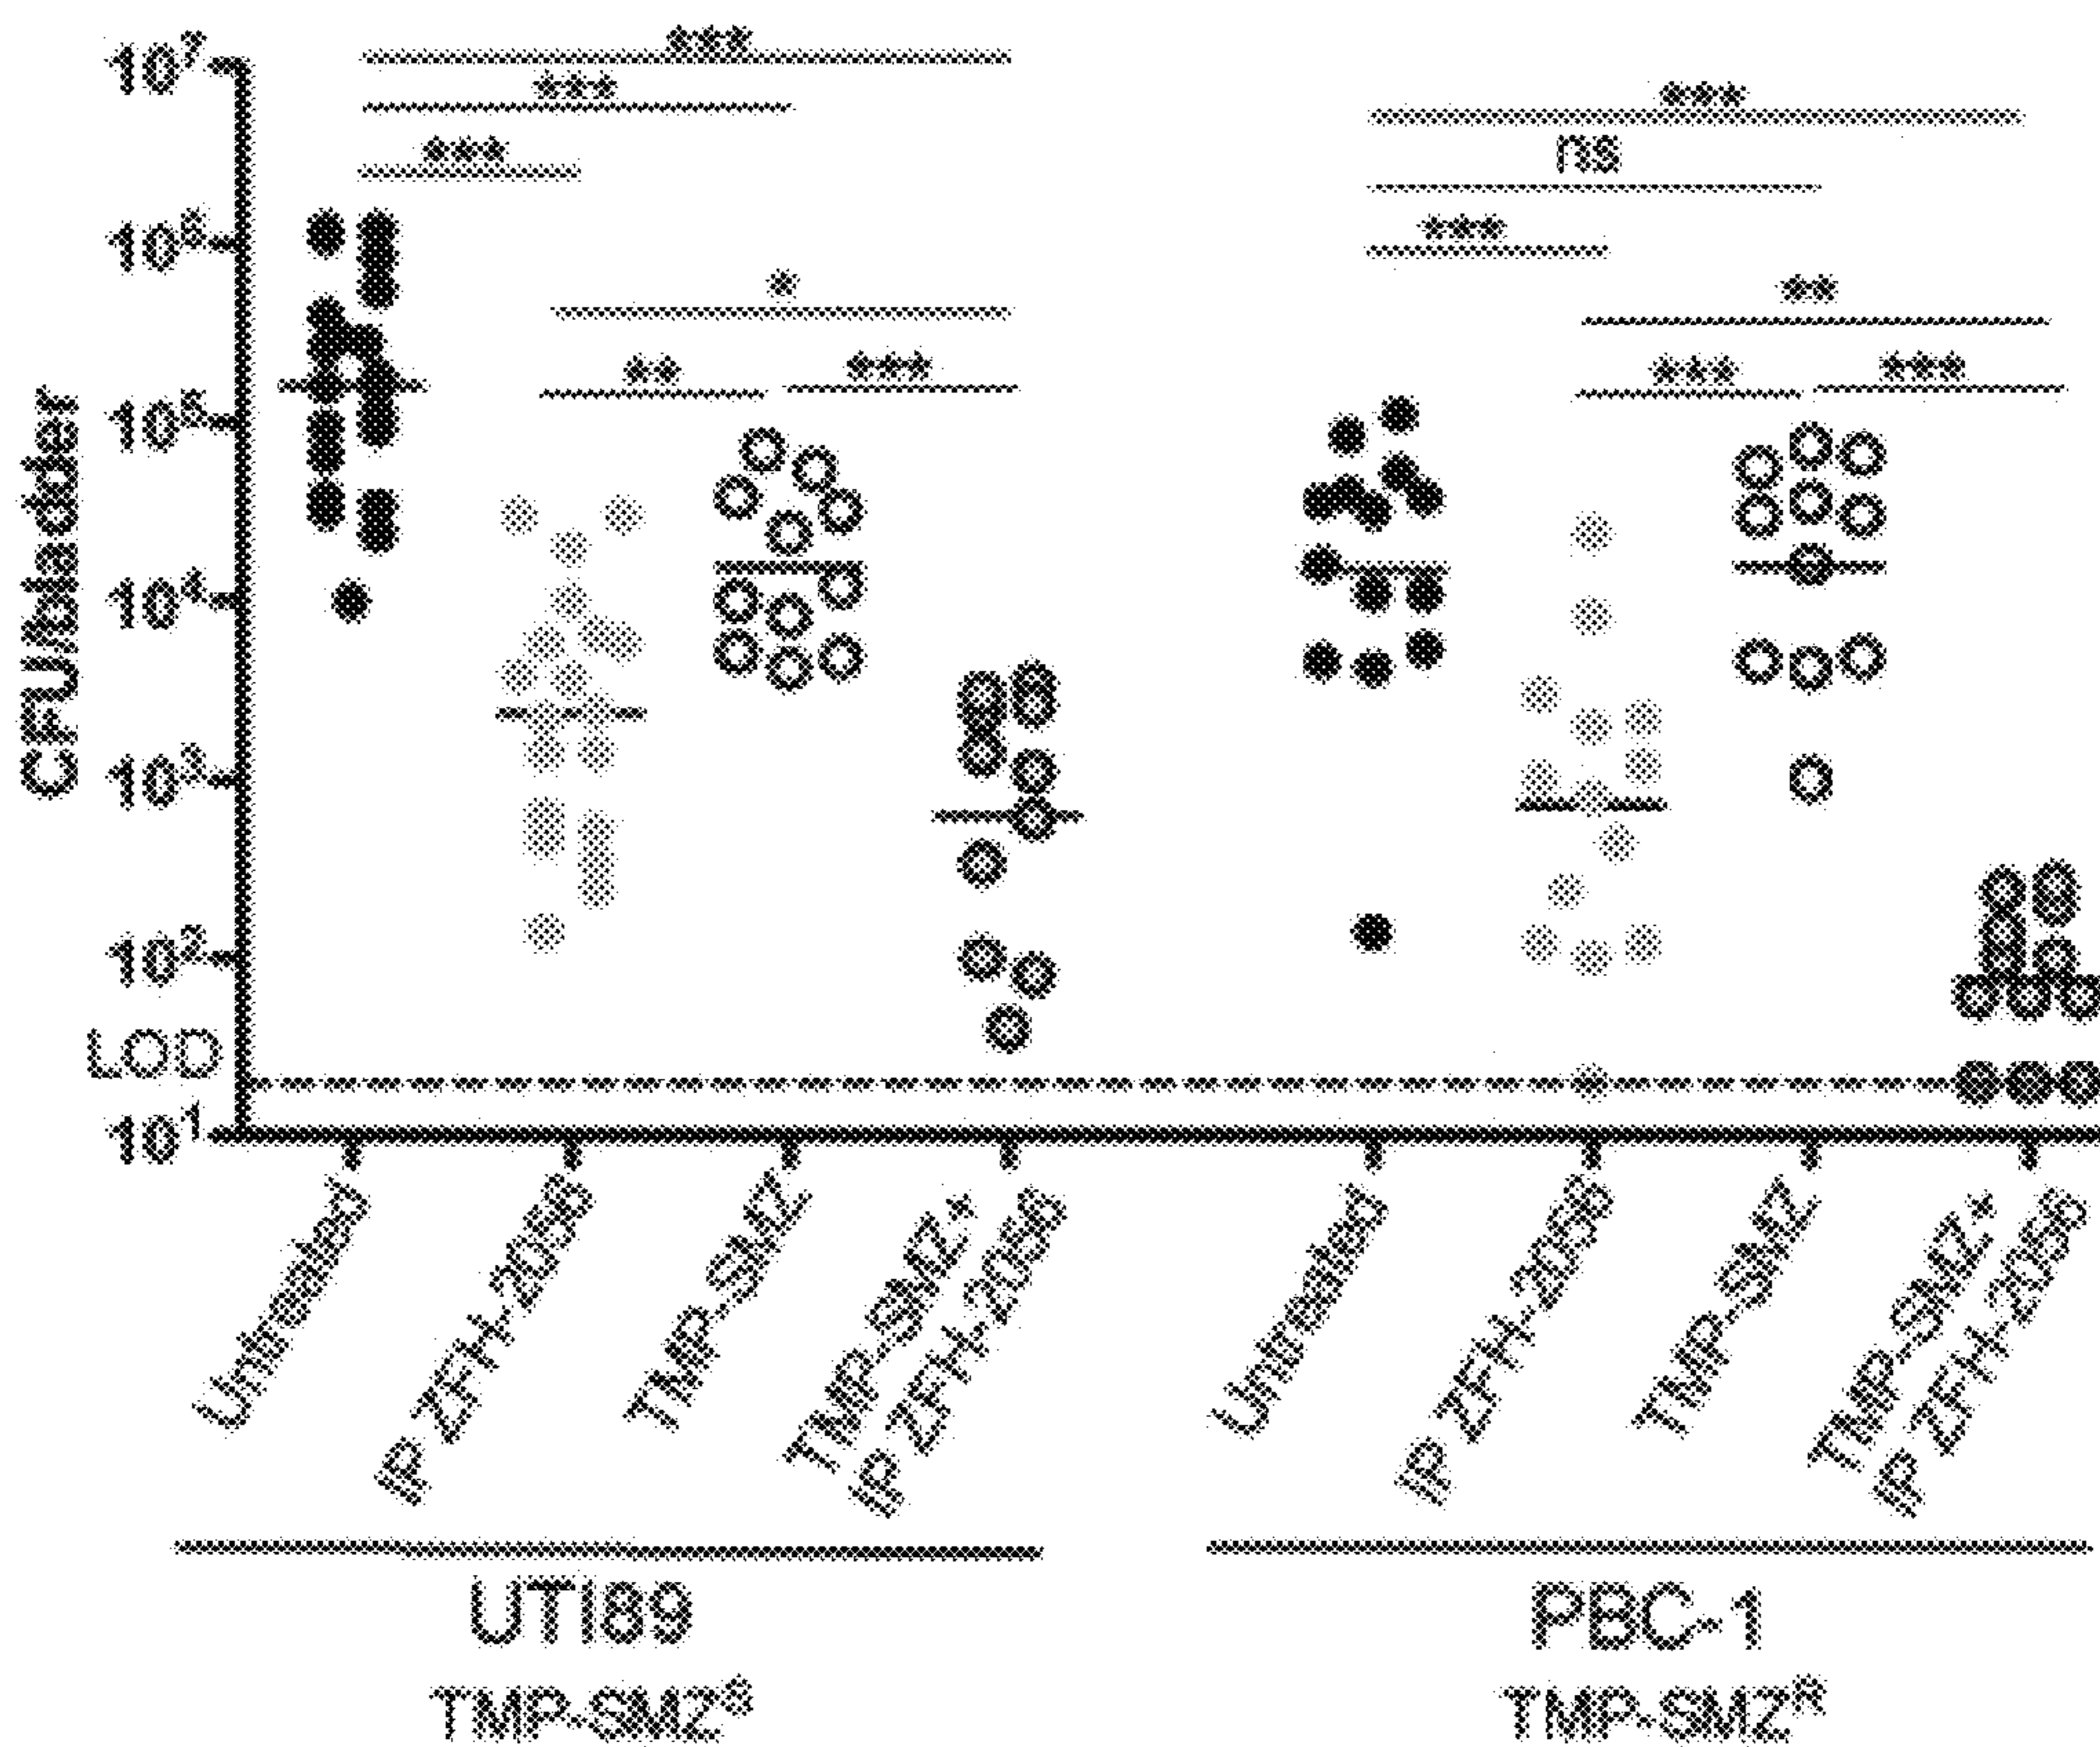 ***
***
***
***
ns
***
*
**
**
***
***
***
CFU/bladder
10⁷
10⁶
10⁵
10⁴
10³
10²
LOD
10¹
Untreated
IP ZFH-2056
TMP-SMZ
TMP-SMZ+
IP ZFH-2056
Untreated
IP ZFH-2056
TMP-SMZ
TMP-SMZ+
IP ZFH-2056
UTI89
TMP-SMZˢ
PBC-1
TMP-SMZᴿ